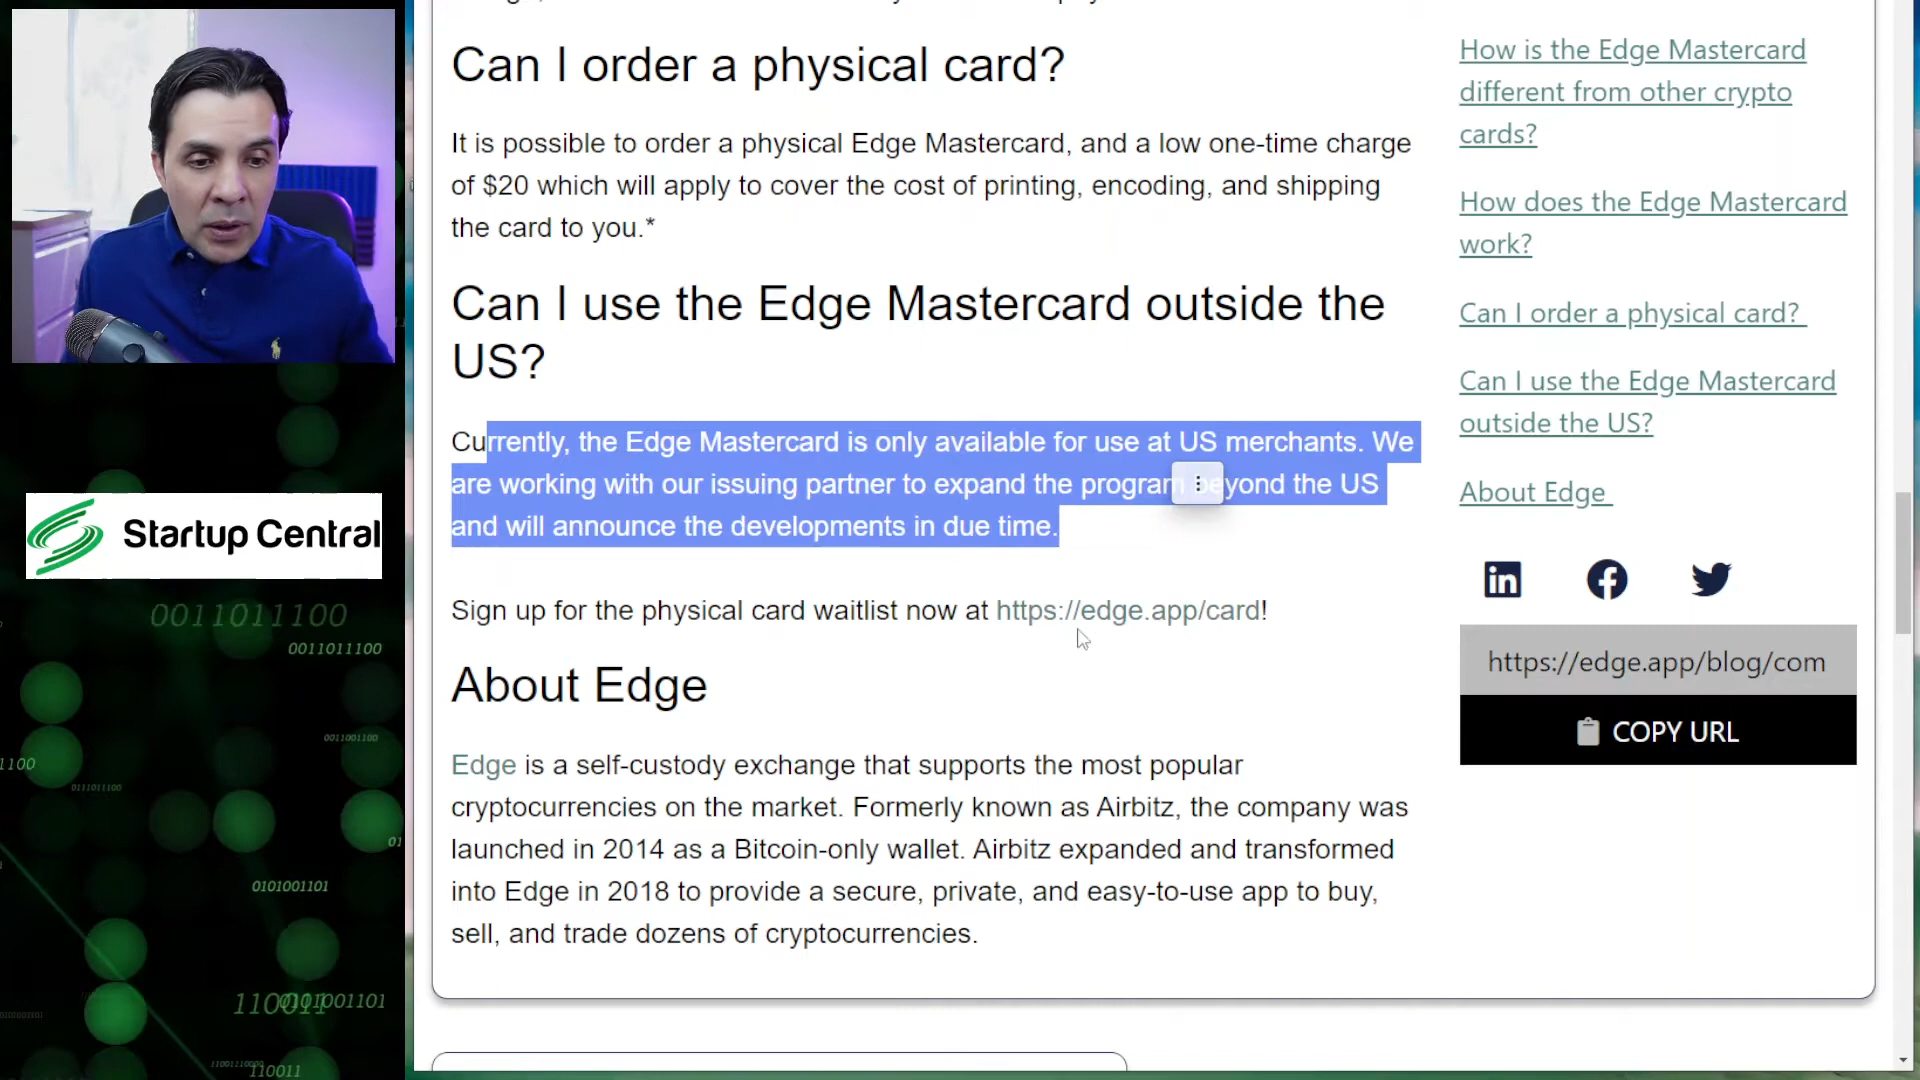 Can I order a physical card?
It is possible to order a physical Edge Mastercard, and a low one-time charge
of $20 which will apply to cover the cost of printing, encoding, and shipping
the card to you.*
Can I use the Edge Mastercard outside the
US?
Currently, the Edge Mastercard is only available for use at US merchants. We
are working with our issuing partner to expand the program beyond the US
and will announce the developments in due time.
Sign up for the physical card waitlist now at https://edge.app/card!
About Edge
Edge is a self-custody exchange that supports the most popular
cryptocurrencies on the market. Formerly known as Airbitz, the company was
launched in 2014 as a Bitcoin-only wallet. Airbitz expanded and transformed
into Edge in 2018 to provide a secure, private, and easy-to-use app to buy,
sell, and trade dozens of cryptocurrencies.
How is the Edge Mastercard
different from other crypto
cards?
How does the Edge Mastercard
work?
Can I order a physical card?
Can I use the Edge Mastercard
outside the US?
About Edge
in
https://edge.app/blog/com
COPY URL
Startup Central
0011011100
0011011100
0011001100
1100
0111011100
01
0101001101
110011
0101001101
110011